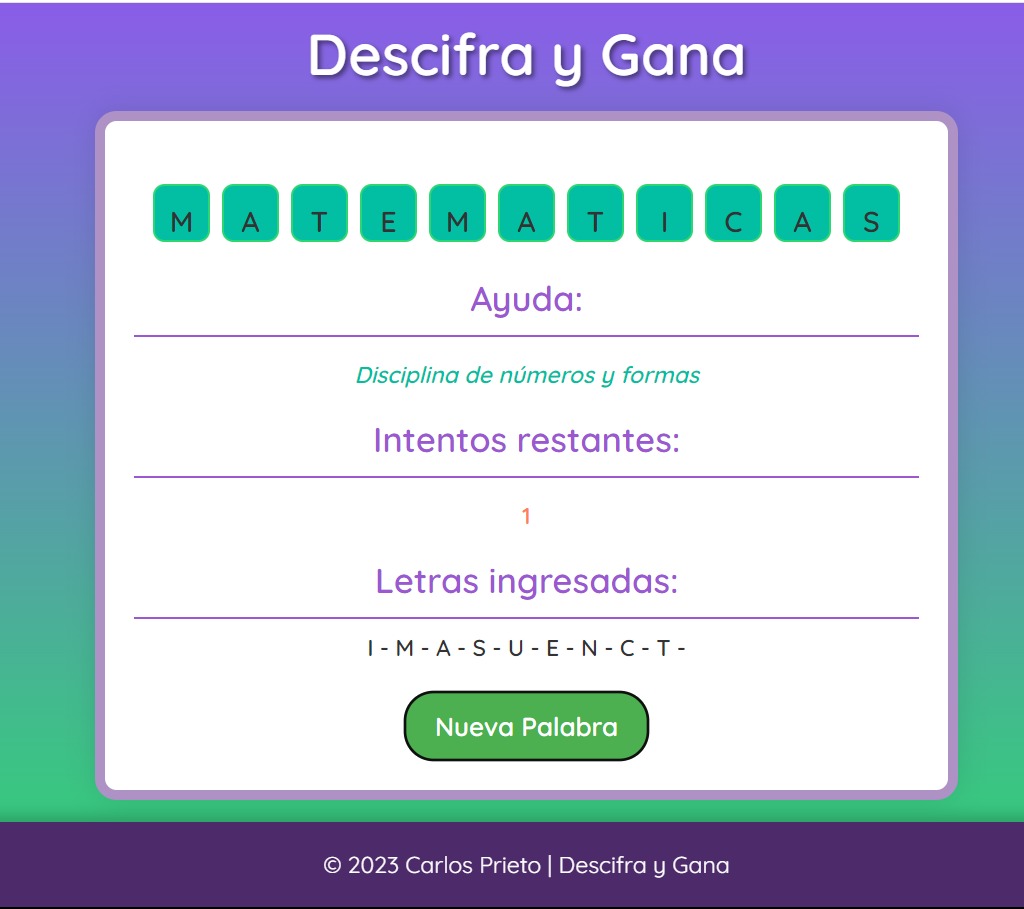 Descifra y Gana
M A T E M A T I C A S
Ayuda:
Disciplina de números y formas
Intentos restantes:
1
Letras ingresadas:
I - M - A - S - U - E - N - C - T -
Nueva Palabra
© 2023 Carlos Prieto | Descifra y Gana